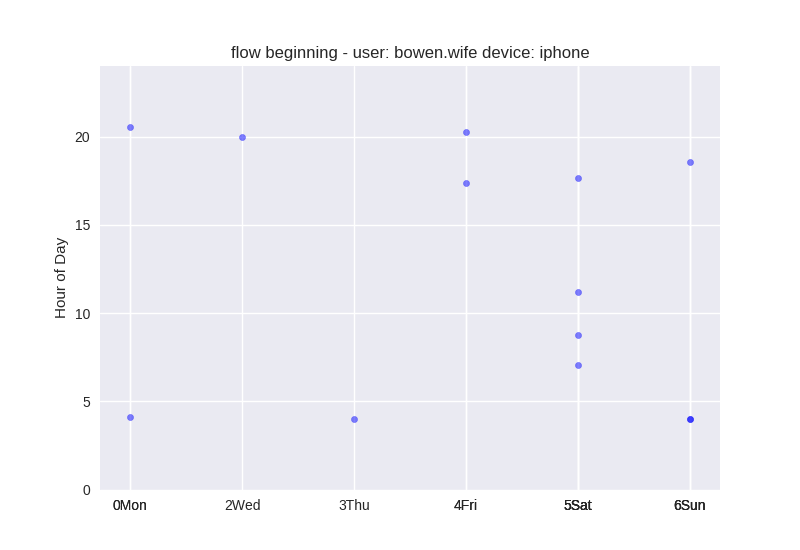 flow beginning - user: bowen.wife device: iphone
20
15
10
5
0
Hour of Day
0Mon 2Wed 3Thu 4Fri 5Sat 6Sun